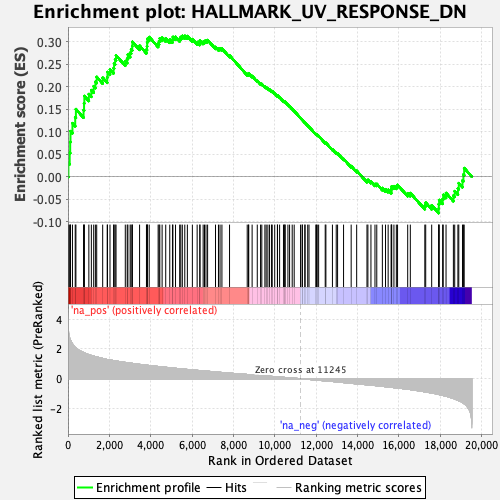 Enrichment plot: HALLMARK_UV_RESPONSE_DN
Enrichment score (ES)
0.30
0.25
0.20
0.15
0.10
0.05
0.00
-0.05
-0.10
'na_pos' (positively correlated)
Ranked list metric (PreRanked)
4
2
0
-2
Zero cross at 11245
'na_neg' (negatively correlated)
0
2,000
4,000
6,000
8,000
10,000
12,000
14,000
16,000
18,000
20,000
Rank in Ordered Dataset
Enrichment profile
Hits
Ranking metric scores